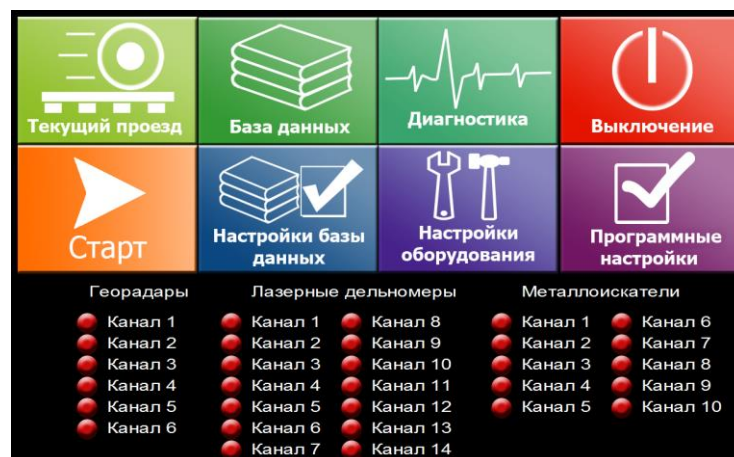 Текущий проезд
База данных
Диагностика
Выключение
Старт
Настройки базы
данных
Настройки
оборудования
Программные
настройки
Георадары
Лазерные дельномеры
Металлоискатели
Канал 1
Канал 2
Канал 3
Канал 4
Канал 5
Канал 6
Канал 1
Канал 2
Канал 3
Канал 4
Канал 5
Канал 6
Канал 7
Канал 8
Канал 9
Канал 10
Канал 11
Канал 12
Канал 13
Канал 14
Канал 1
Канал 2
Канал 3
Канал 4
Канал 5
Канал 6
Канал 7
Канал 8
Канал 9
Канал 10